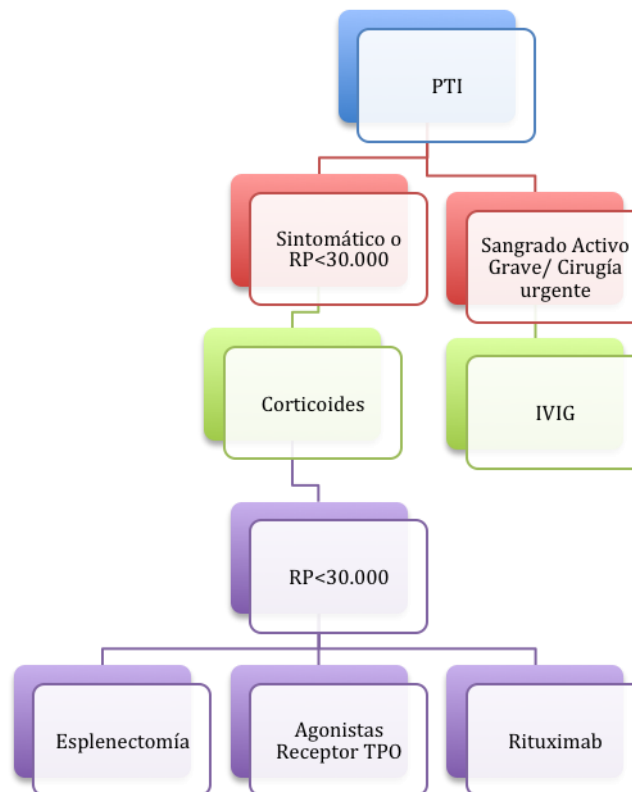 PTI
Sintomático o
RP<30.000
Sangrado Activo
Grave/ Cirugía
urgente
Corticoides
IVIG
RP<30.000
Esplenectomía
Agonistas
Receptor TPO
Rituximab